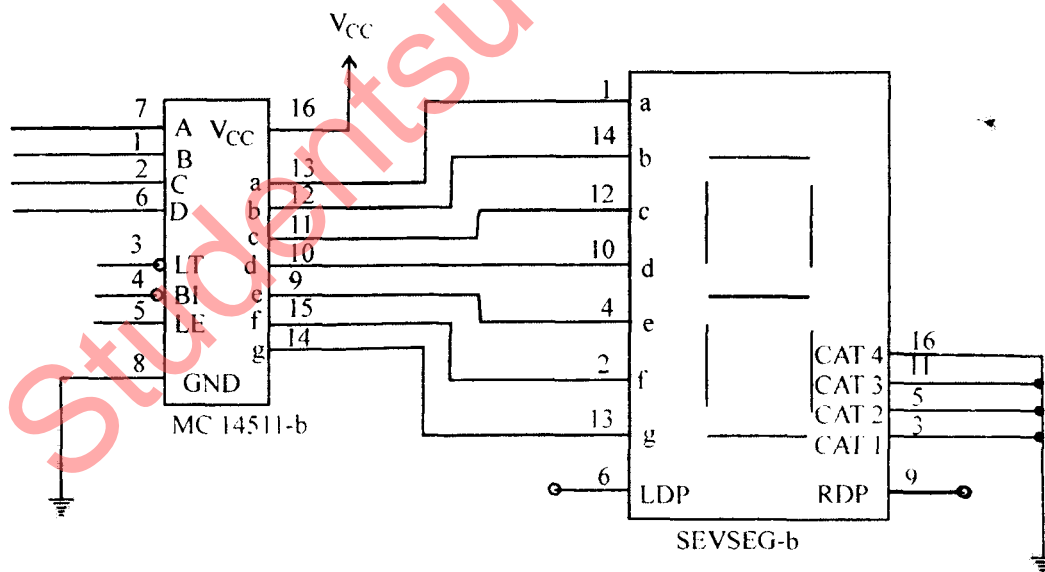 V_CC
7 A V_CC 16
1 B
2 C a 13
6 D b 12
c 11
3 LT d 10
4 BI e 9
5 LE f 15
g 14
8 GND
MC 14511-b
1 a
14 b
12 c
10 d
4 e
2 f
13 g
6 LDP
CAT 4 16
CAT 3 11
CAT 2 5
CAT 1 3
RDP 9
SEVSEG-b
Studentsu